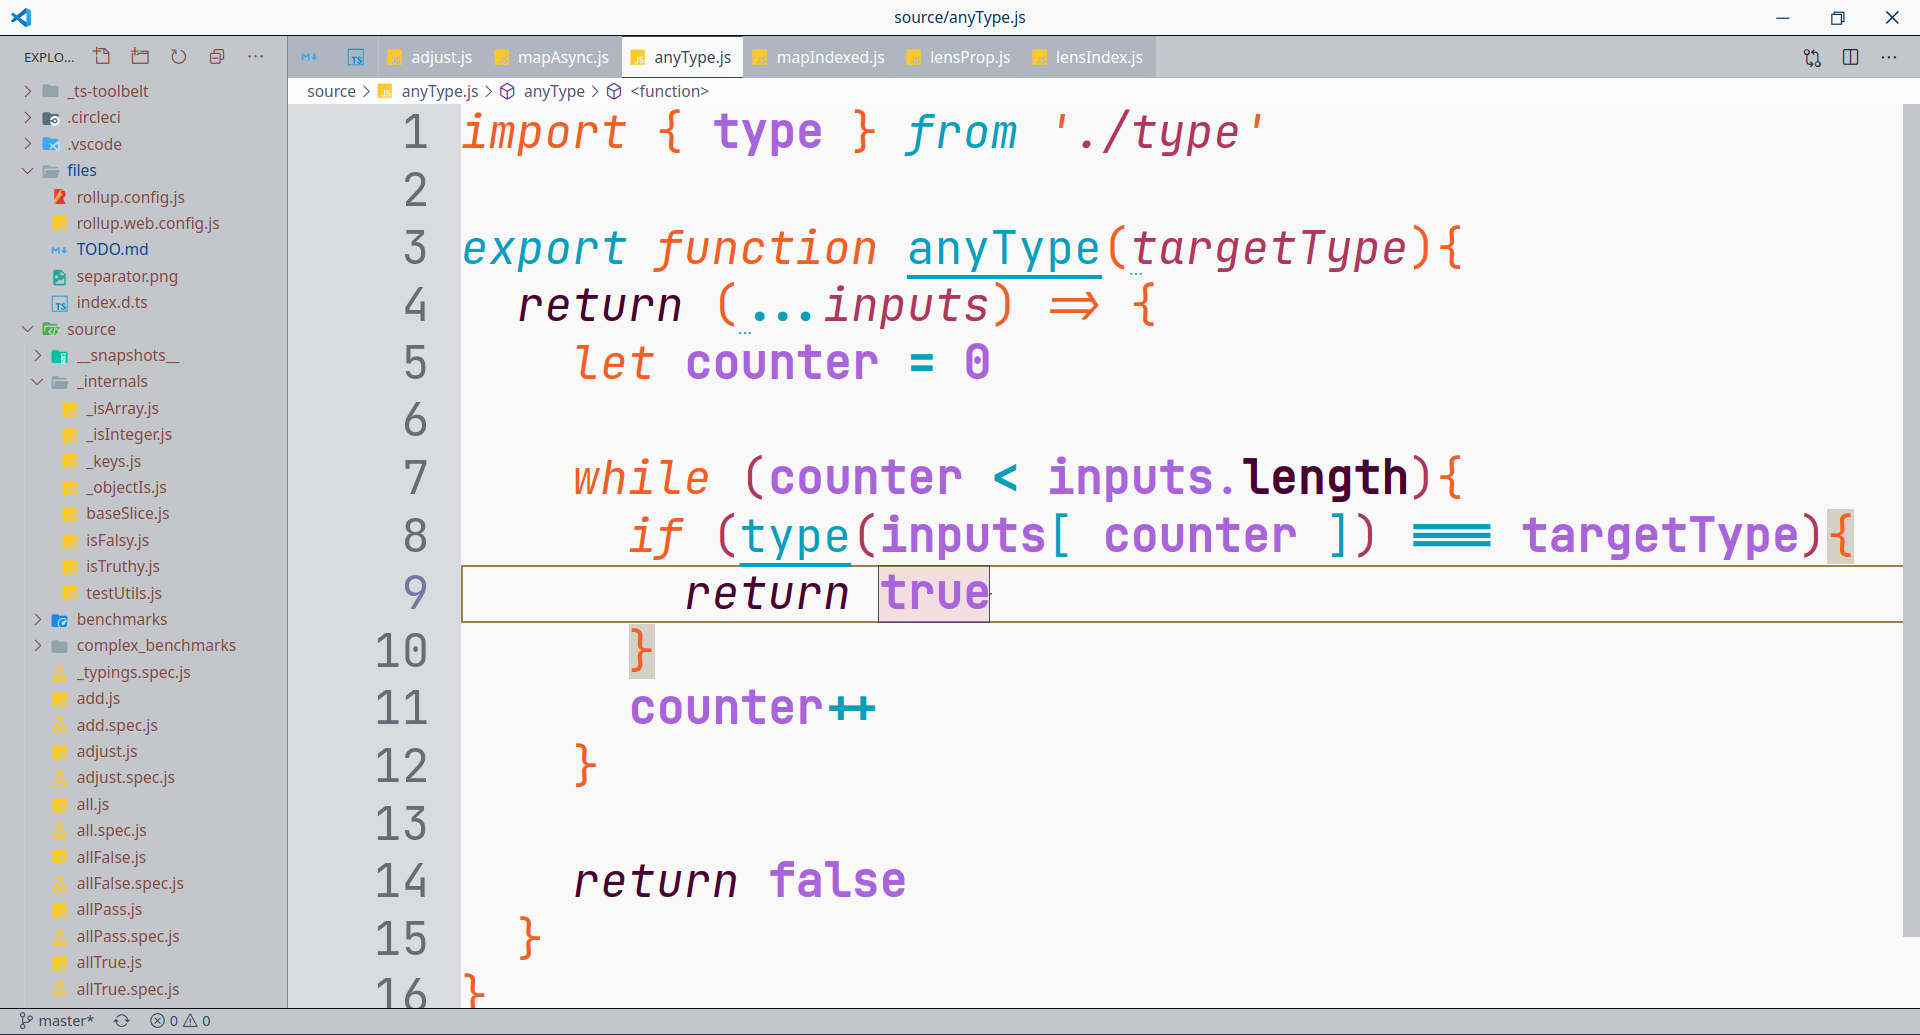 source/anyType.js
EXPLO...
_ts-toolbelt
.circleci
.vscode
files
rollup.config.js
rollup.web.config.js
TODO.md
separator.png
index.d.ts
source
__snapshots__
_internals
_isArray.js
_isInteger.js
_keys.js
_objectIs.js
baseSlice.js
isFalsy.js
isTruthy.js
testUtils.js
benchmarks
complex_benchmarks
_typings.spec.js
add.js
add.spec.js
adjust.js
adjust.spec.js
all.js
all.spec.js
allFalse.js
allFalse.spec.js
allPass.js
allPass.spec.js
allTrue.js
allTrue.spec.js
adjust.js mapAsync.js anyType.js mapIndexed.js lensProp.js lensIndex.js
source > anyType.js > anyType > <function>
1 import { type } from './type'
2
3 export function anyType(targetType){
4 return (...inputs) => {
5 let counter = 0
6
7 while (counter < inputs.length){
8 if (type(inputs[ counter ]) === targetType){
9 return true
10 }
11 counter++
12 }
13
14 return false
15 }
16 }
master* 0 0